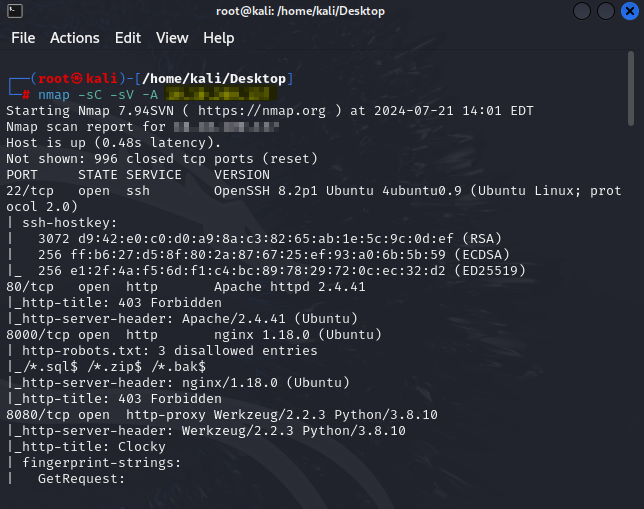 root@kali: /home/kali/Desktop
File Actions Edit View Help
┌──(root㉿kali)-[/home/kali/Desktop]
└─# nmap -sC -sV -A
Starting Nmap 7.94SVN ( https://nmap.org ) at 2024-07-21 14:01 EDT
Nmap scan report for
Host is up (0.48s latency).
Not shown: 996 closed tcp ports (reset)
PORT     STATE SERVICE    VERSION
22/tcp   open  ssh        OpenSSH 8.2p1 Ubuntu 4ubuntu0.9 (Ubuntu Linux; prot
ocol 2.0)
| ssh-hostkey:
|   3072 d9:42:e0:c0:d0:a9:8a:c3:82:65:ab:1e:5c:9c:0d:ef (RSA)
|   256 ff:b6:27:d5:8f:80:2a:87:67:25:ef:93:a0:6b:5b:59 (ECDSA)
|_  256 e1:2f:4a:f5:6d:f1:c4:bc:89:78:29:72:0c:ec:32:d2 (ED25519)
80/tcp   open  http       Apache httpd 2.4.41
|_http-title: 403 Forbidden
|_http-server-header: Apache/2.4.41 (Ubuntu)
8000/tcp open  http       nginx 1.18.0 (Ubuntu)
| http-robots.txt: 3 disallowed entries
|_/*.sql$ /*.zip$ /*.bak$
|_http-server-header: nginx/1.18.0 (Ubuntu)
|_http-title: 403 Forbidden
8080/tcp open  http-proxy Werkzeug/2.2.3 Python/3.8.10
|_http-server-header: Werkzeug/2.2.3 Python/3.8.10
|_http-title: Clocky
| fingerprint-strings:
|   GetRequest: